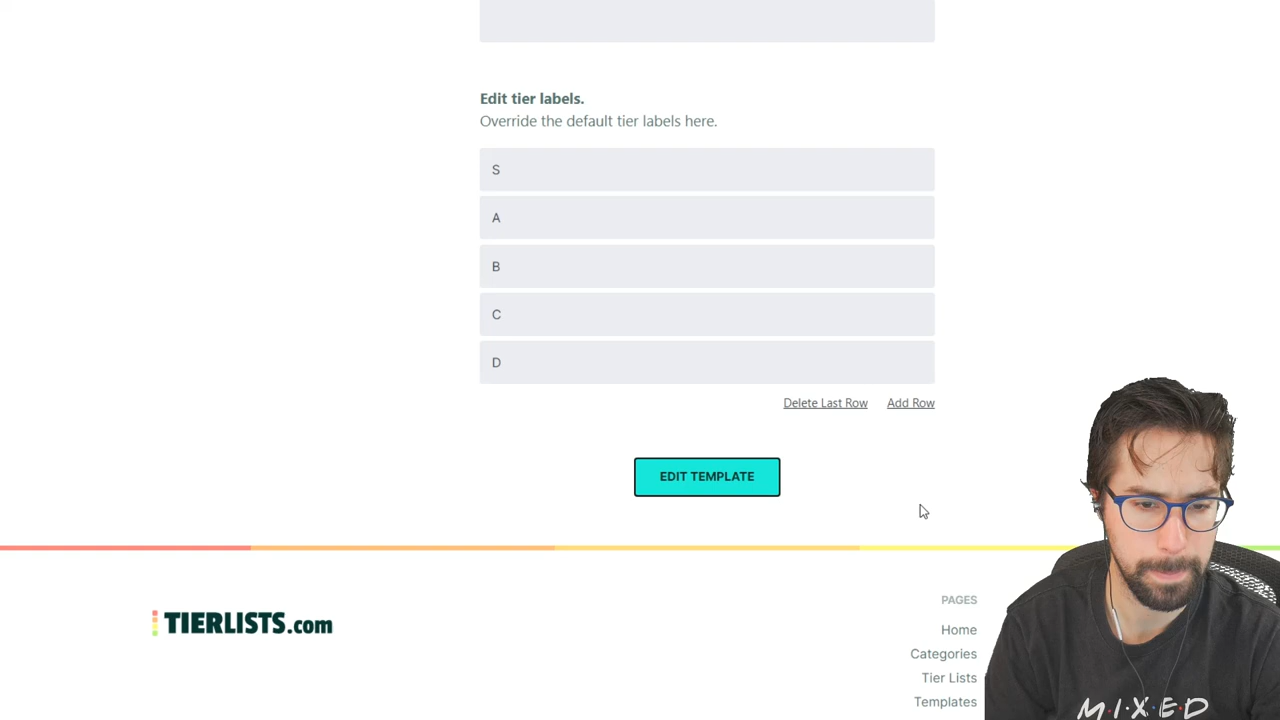 Edit tier labels.
Override the default tier labels here.
S
A
B
C
D
Delete Last Row Add Row
EDIT TEMPLATE
TIERLISTS.com
PAGES
Home
Categories
Tier Lists
Templates
M·I·X·E·D